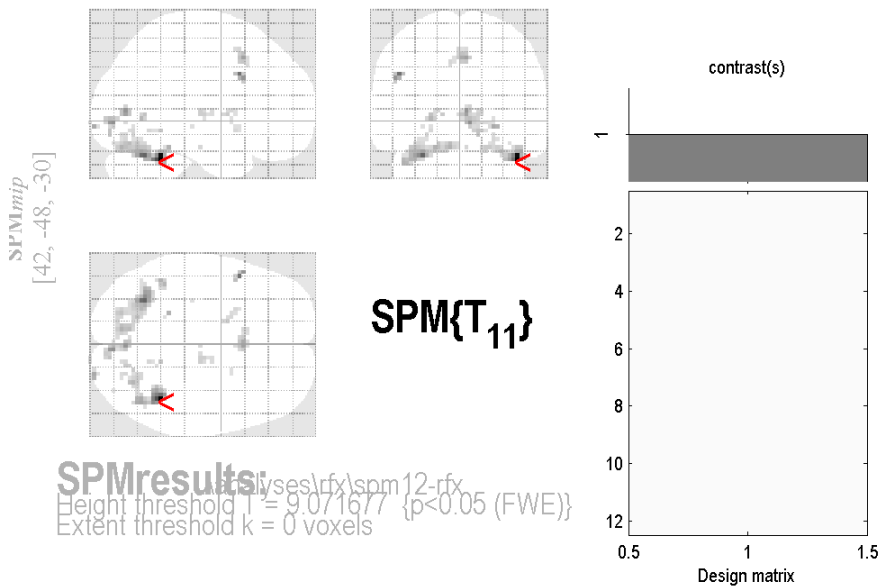 SPMmip
[42, -48, -30]
SPM{T11}
SPMresults: .\analyses\rfx\spm12-rfx
Height threshold T = 9.071677 {p<0.05 (FWE)}
Extent threshold k = 0 voxels
contrast(s)
1
2
4
6
8
10
12
0.5 1 1.5
Design matrix